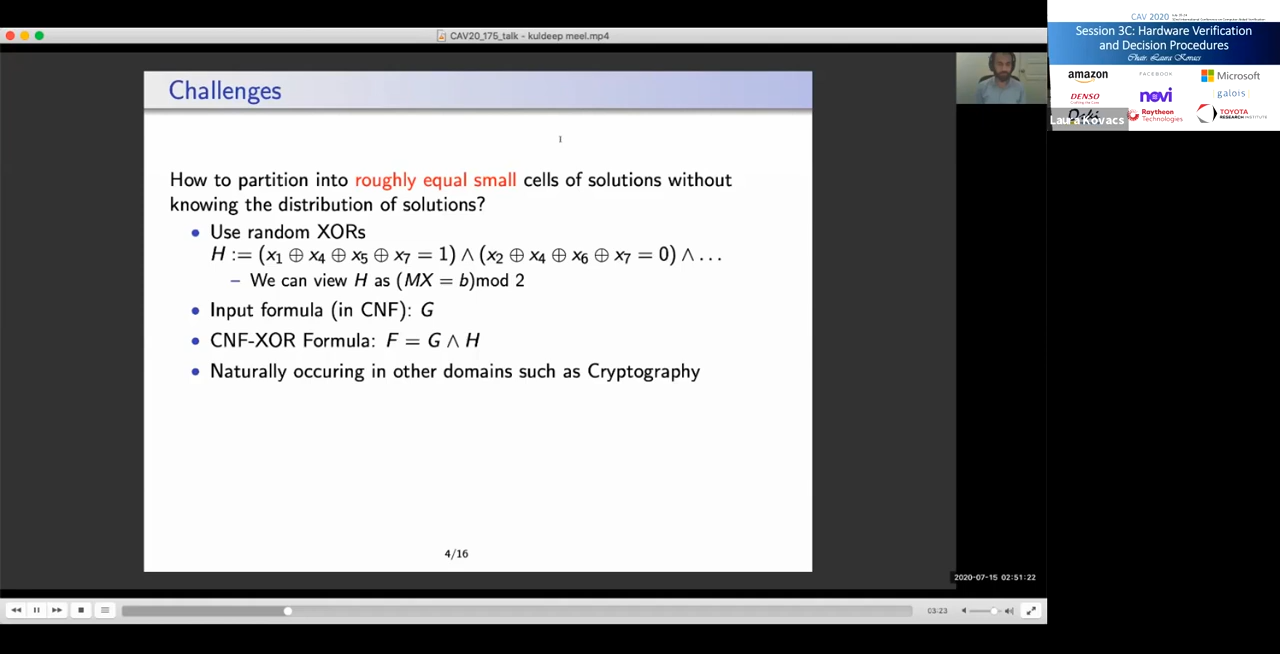 CAV20_175_talk - kuldeep meel.mp4
Challenges
How to partition into roughly equal small cells of solutions without
knowing the distribution of solutions?
• Use random XORs
H := (x₁ ⊕ x₄ ⊕ x₅ ⊕ x₇ = 1) ∧ (x₂ ⊕ x₄ ⊕ x₆ ⊕ x₇ = 0) ∧ . . .
– We can view H as (MX = b)mod 2
• Input formula (in CNF): G
• CNF-XOR Formula: F = G ∧ H
• Naturally occuring in other domains such as Cryptography
4/16
2020-07-15 02:51:22
03:23
CAV 2020
Session 3C: Hardware Verification
and Decision Procedures
Chair: Laura Kovacs
amazon
FACEBOOK
Microsoft
DENSO
novi
galois
Laura Kovacs
Raytheon
Technologies
TOYOTA
RESEARCH INSTITUTE